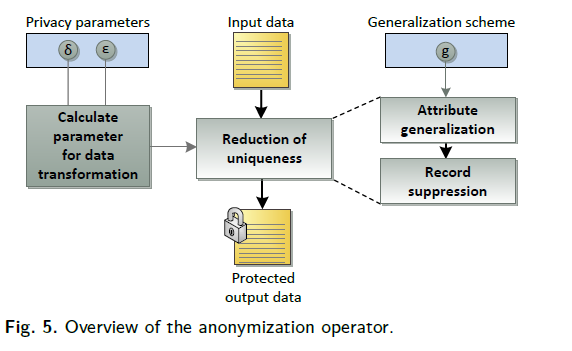 Privacy parameters
δ ε
Input data
Generalization scheme
g
Calculate
parameter
for data
transformation
Reduction of
uniqueness
Attribute
generalization
Record
suppression
Protected
output data
Fig. 5. Overview of the anonymization operator.